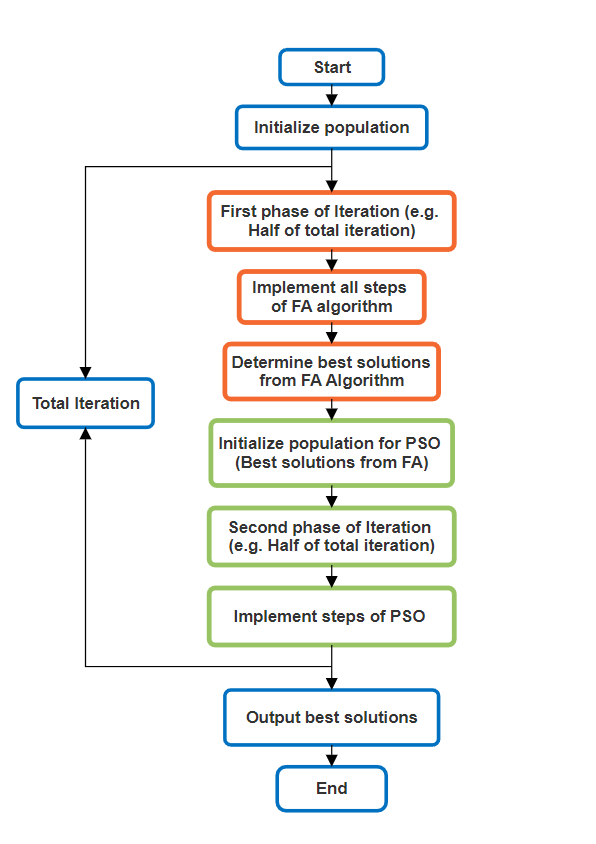 Start
Initialize population
First phase of Iteration (e.g.
Half of total iteration)
Implement all steps
of FA algorithm
Determine best solutions
from FA Algorithm
Total Iteration
Initialize population for PSO
(Best solutions from FA)
Second phase of Iteration
(e.g. Half of total iteration)
Implement steps of PSO
Output best solutions
End